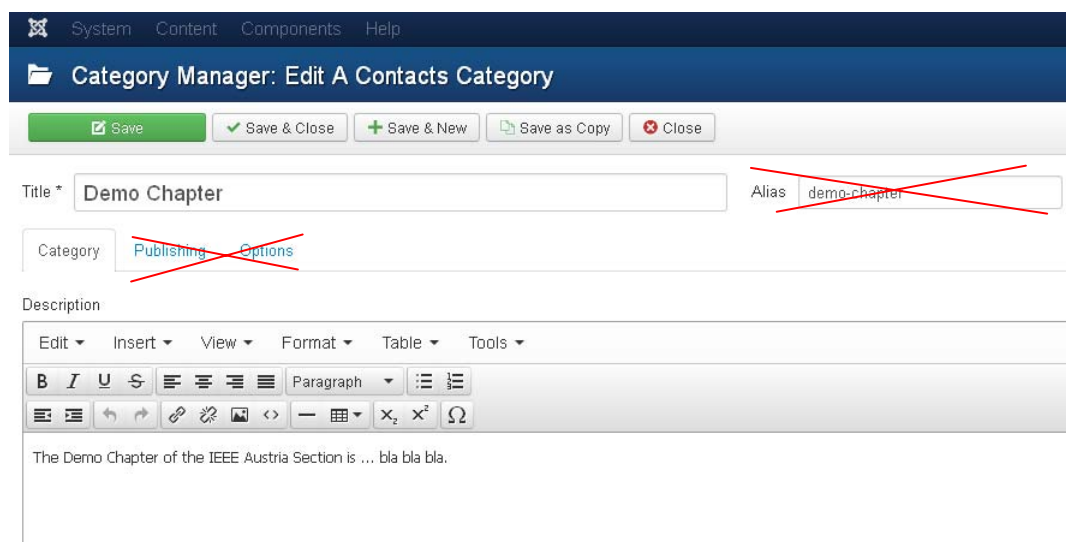 System Content Components Help
Category Manager: Edit A Contacts Category
Save Save & Close Save & New Save as Copy Close
Title * Demo Chapter Alias demo-chapter
Category Publishing Options
Description
Edit Insert View Format Table Tools
B I U S Paragraph
X₂ X² Ω
The Demo Chapter of the IEEE Austria Section is ... bla bla bla.